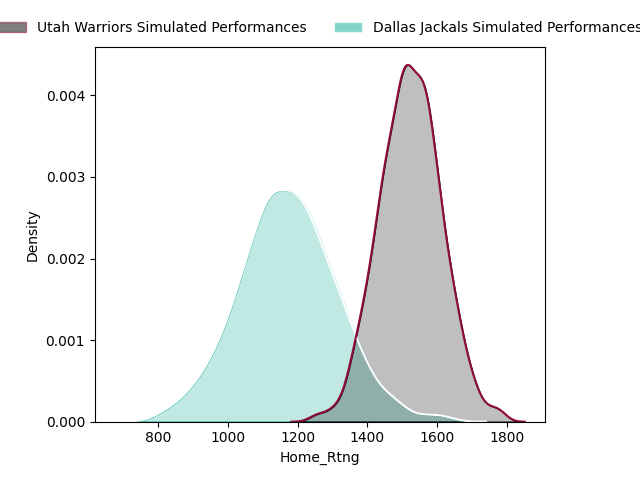 Utah Warriors Simulated Performances
Dallas Jackals Simulated Performances
0.004
0.003
0.002
0.001
0.000
Density
800
1000
1200
1400
1600
1800
Home_Rtng